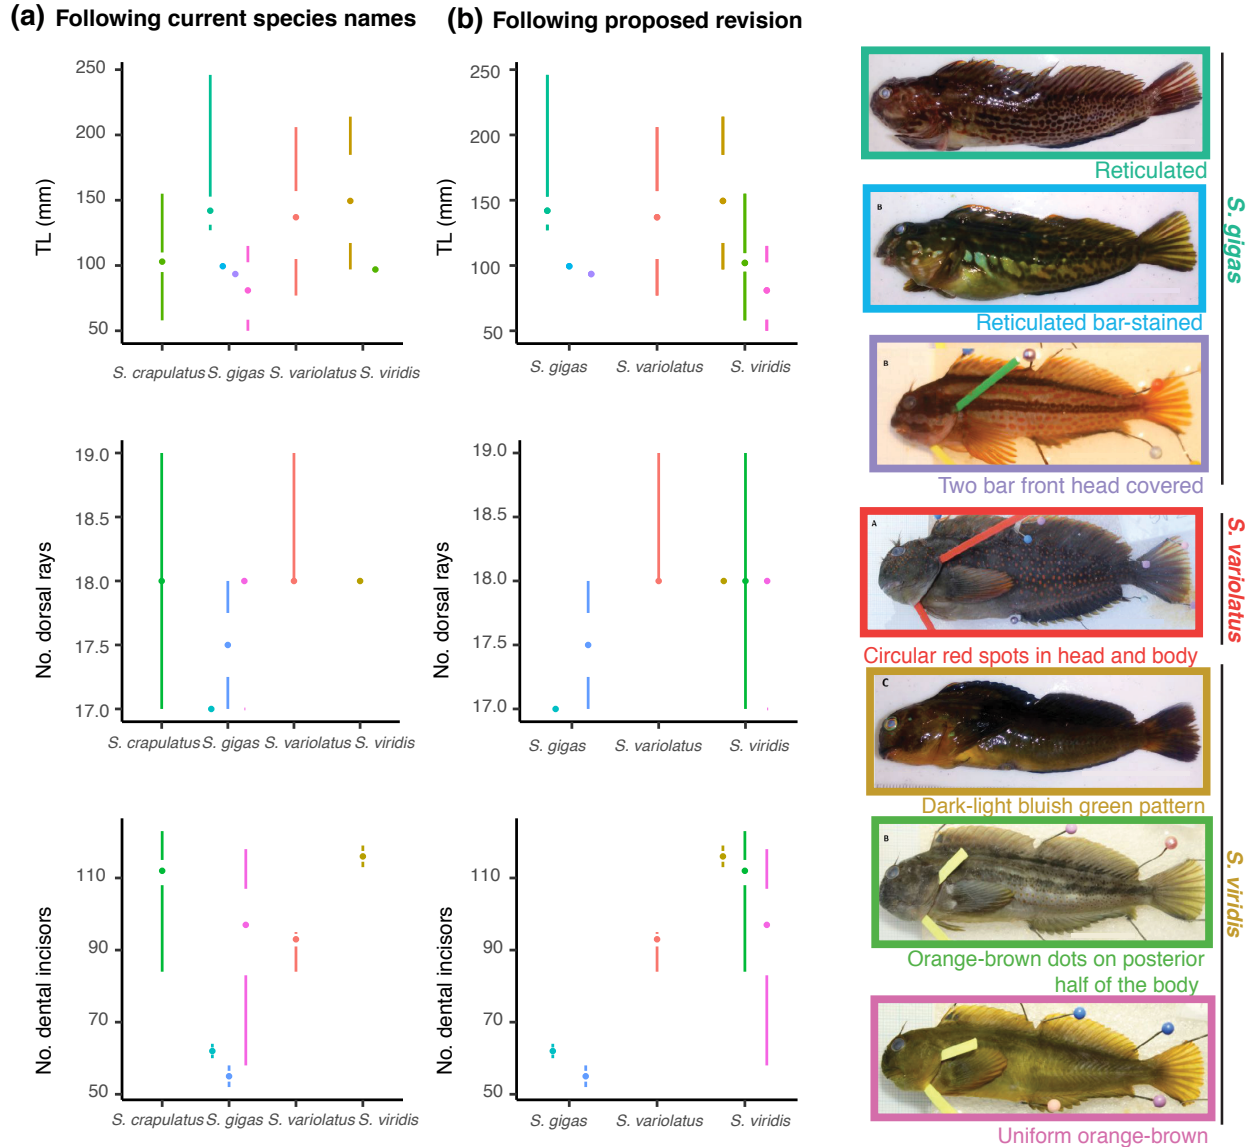 (a) Following current species names
(b) Following proposed revision
250
200
150
100
50
TL (mm)
S. crapulatus S. gigas S. variolatus S. viridis
250
200
150
100
50
TL (mm)
S. gigas S. variolatus S. viridis
19.0
18.5
18.0
17.5
17.0
No. dorsal rays
S. crapulatus S. gigas S. variolatus S. viridis
19.0
18.5
18.0
17.5
17.0
No. dorsal rays
S. gigas S. variolatus S. viridis
110
90
70
50
No. dental incisors
S. crapulatus S. gigas S. variolatus S. viridis
110
90
70
50
No. dental incisors
S. gigas S. variolatus S. viridis
Reticulated
B
Reticulated bar-stained
B
Two bar front head covered
S. gigas
A
Circular red spots in head and body
S. variolatus
C
Dark-light bluish green pattern
B
Orange-brown dots on posterior
half of the body
Uniform orange-brown
S. viridis